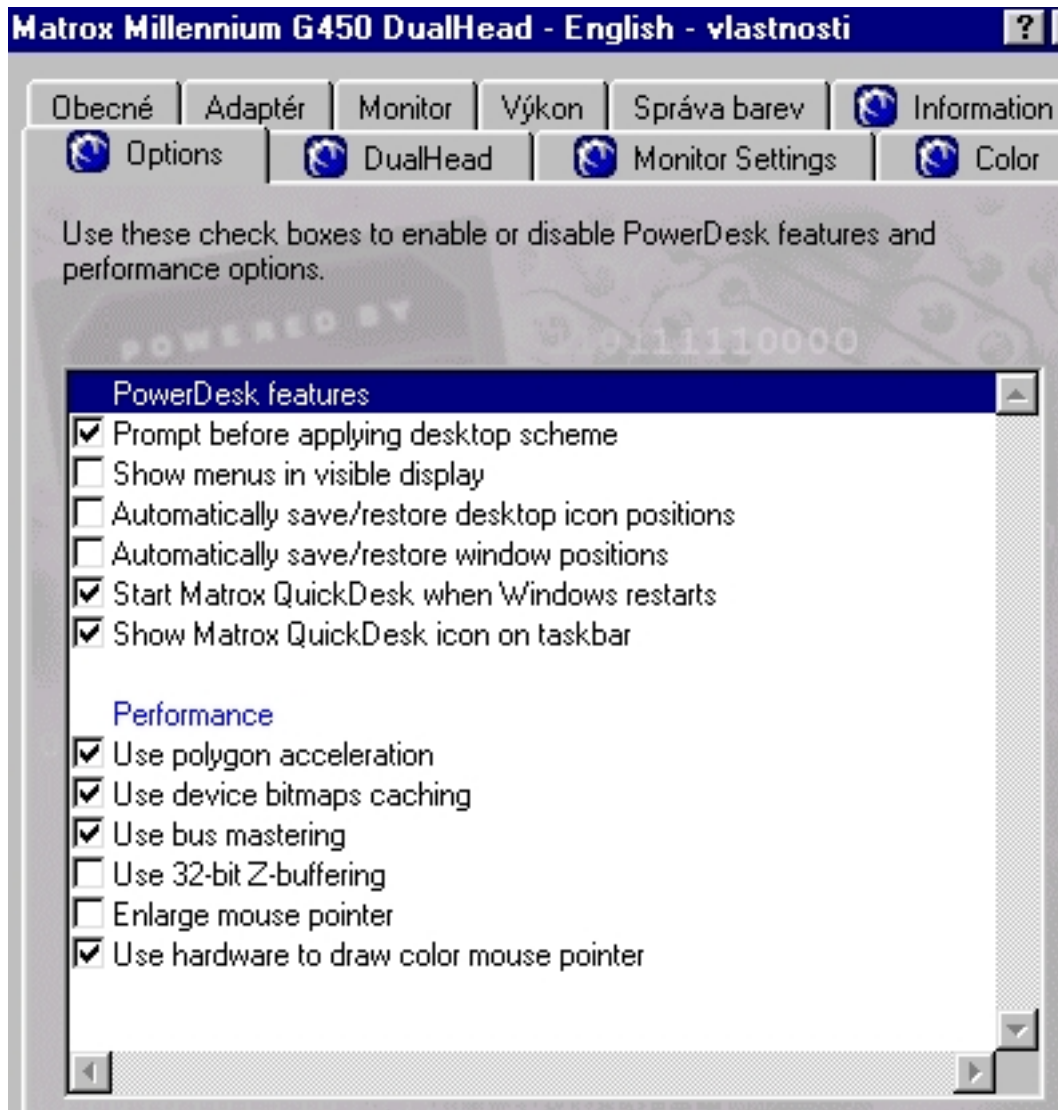 Matrox Millennium G450 DualHead - English - vlastnosti ?
Obecné Adaptér Monitor Výkon Správa barev Information
Options DualHead Monitor Settings Color
Use these check boxes to enable or disable PowerDesk features and
performance options.
POWERED BY
10111110000
PowerDesk features
Prompt before applying desktop scheme
Show menus in visible display
Automatically save/restore desktop icon positions
Automatically save/restore window positions
Start Matrox QuickDesk when Windows restarts
Show Matrox QuickDesk icon on taskbar
Performance
Use polygon acceleration
Use device bitmaps caching
Use bus mastering
Use 32-bit Z-buffering
Enlarge mouse pointer
Use hardware to draw color mouse pointer